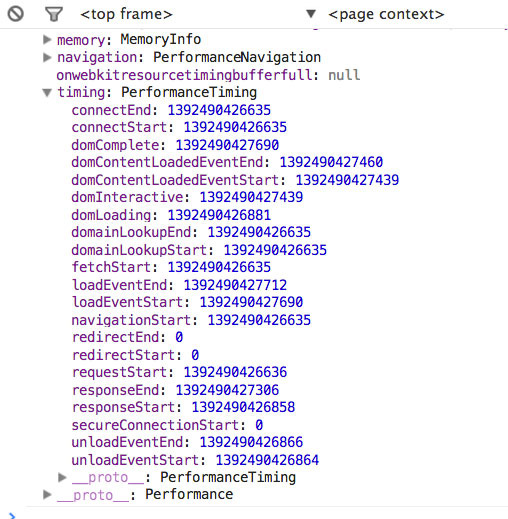 <top frame> ▼ <page context>
▶ memory: MemoryInfo
▶ navigation: PerformanceNavigation
onwebkitresourcetimingbufferfull: null
▼ timing: PerformanceTiming
connectEnd: 1392490426635
connectStart: 1392490426635
domComplete: 1392490427690
domContentLoadedEventEnd: 1392490427460
domContentLoadedEventStart: 1392490427439
domInteractive: 1392490427439
domLoading: 1392490426881
domainLookupEnd: 1392490426635
domainLookupStart: 1392490426635
fetchStart: 1392490426635
loadEventEnd: 1392490427712
loadEventStart: 1392490427690
navigationStart: 1392490426635
redirectEnd: 0
redirectStart: 0
requestStart: 1392490426636
responseEnd: 1392490427306
responseStart: 1392490426858
secureConnectionStart: 0
unloadEventEnd: 1392490426866
unloadEventStart: 1392490426864
▶ __proto__: PerformanceTiming
▶ __proto__: Performance